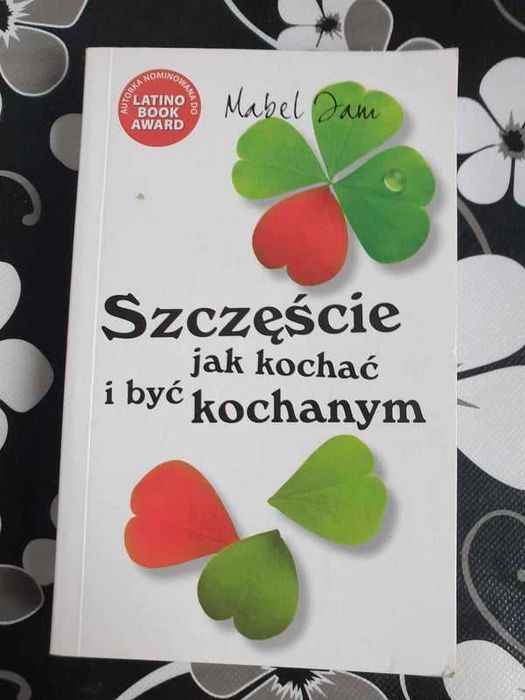 AUTORKA NOMINOWANA DO
LATINO
BOOK
AWARD
Mabel Jam
Szczęście
jak kochać
i być kochanym